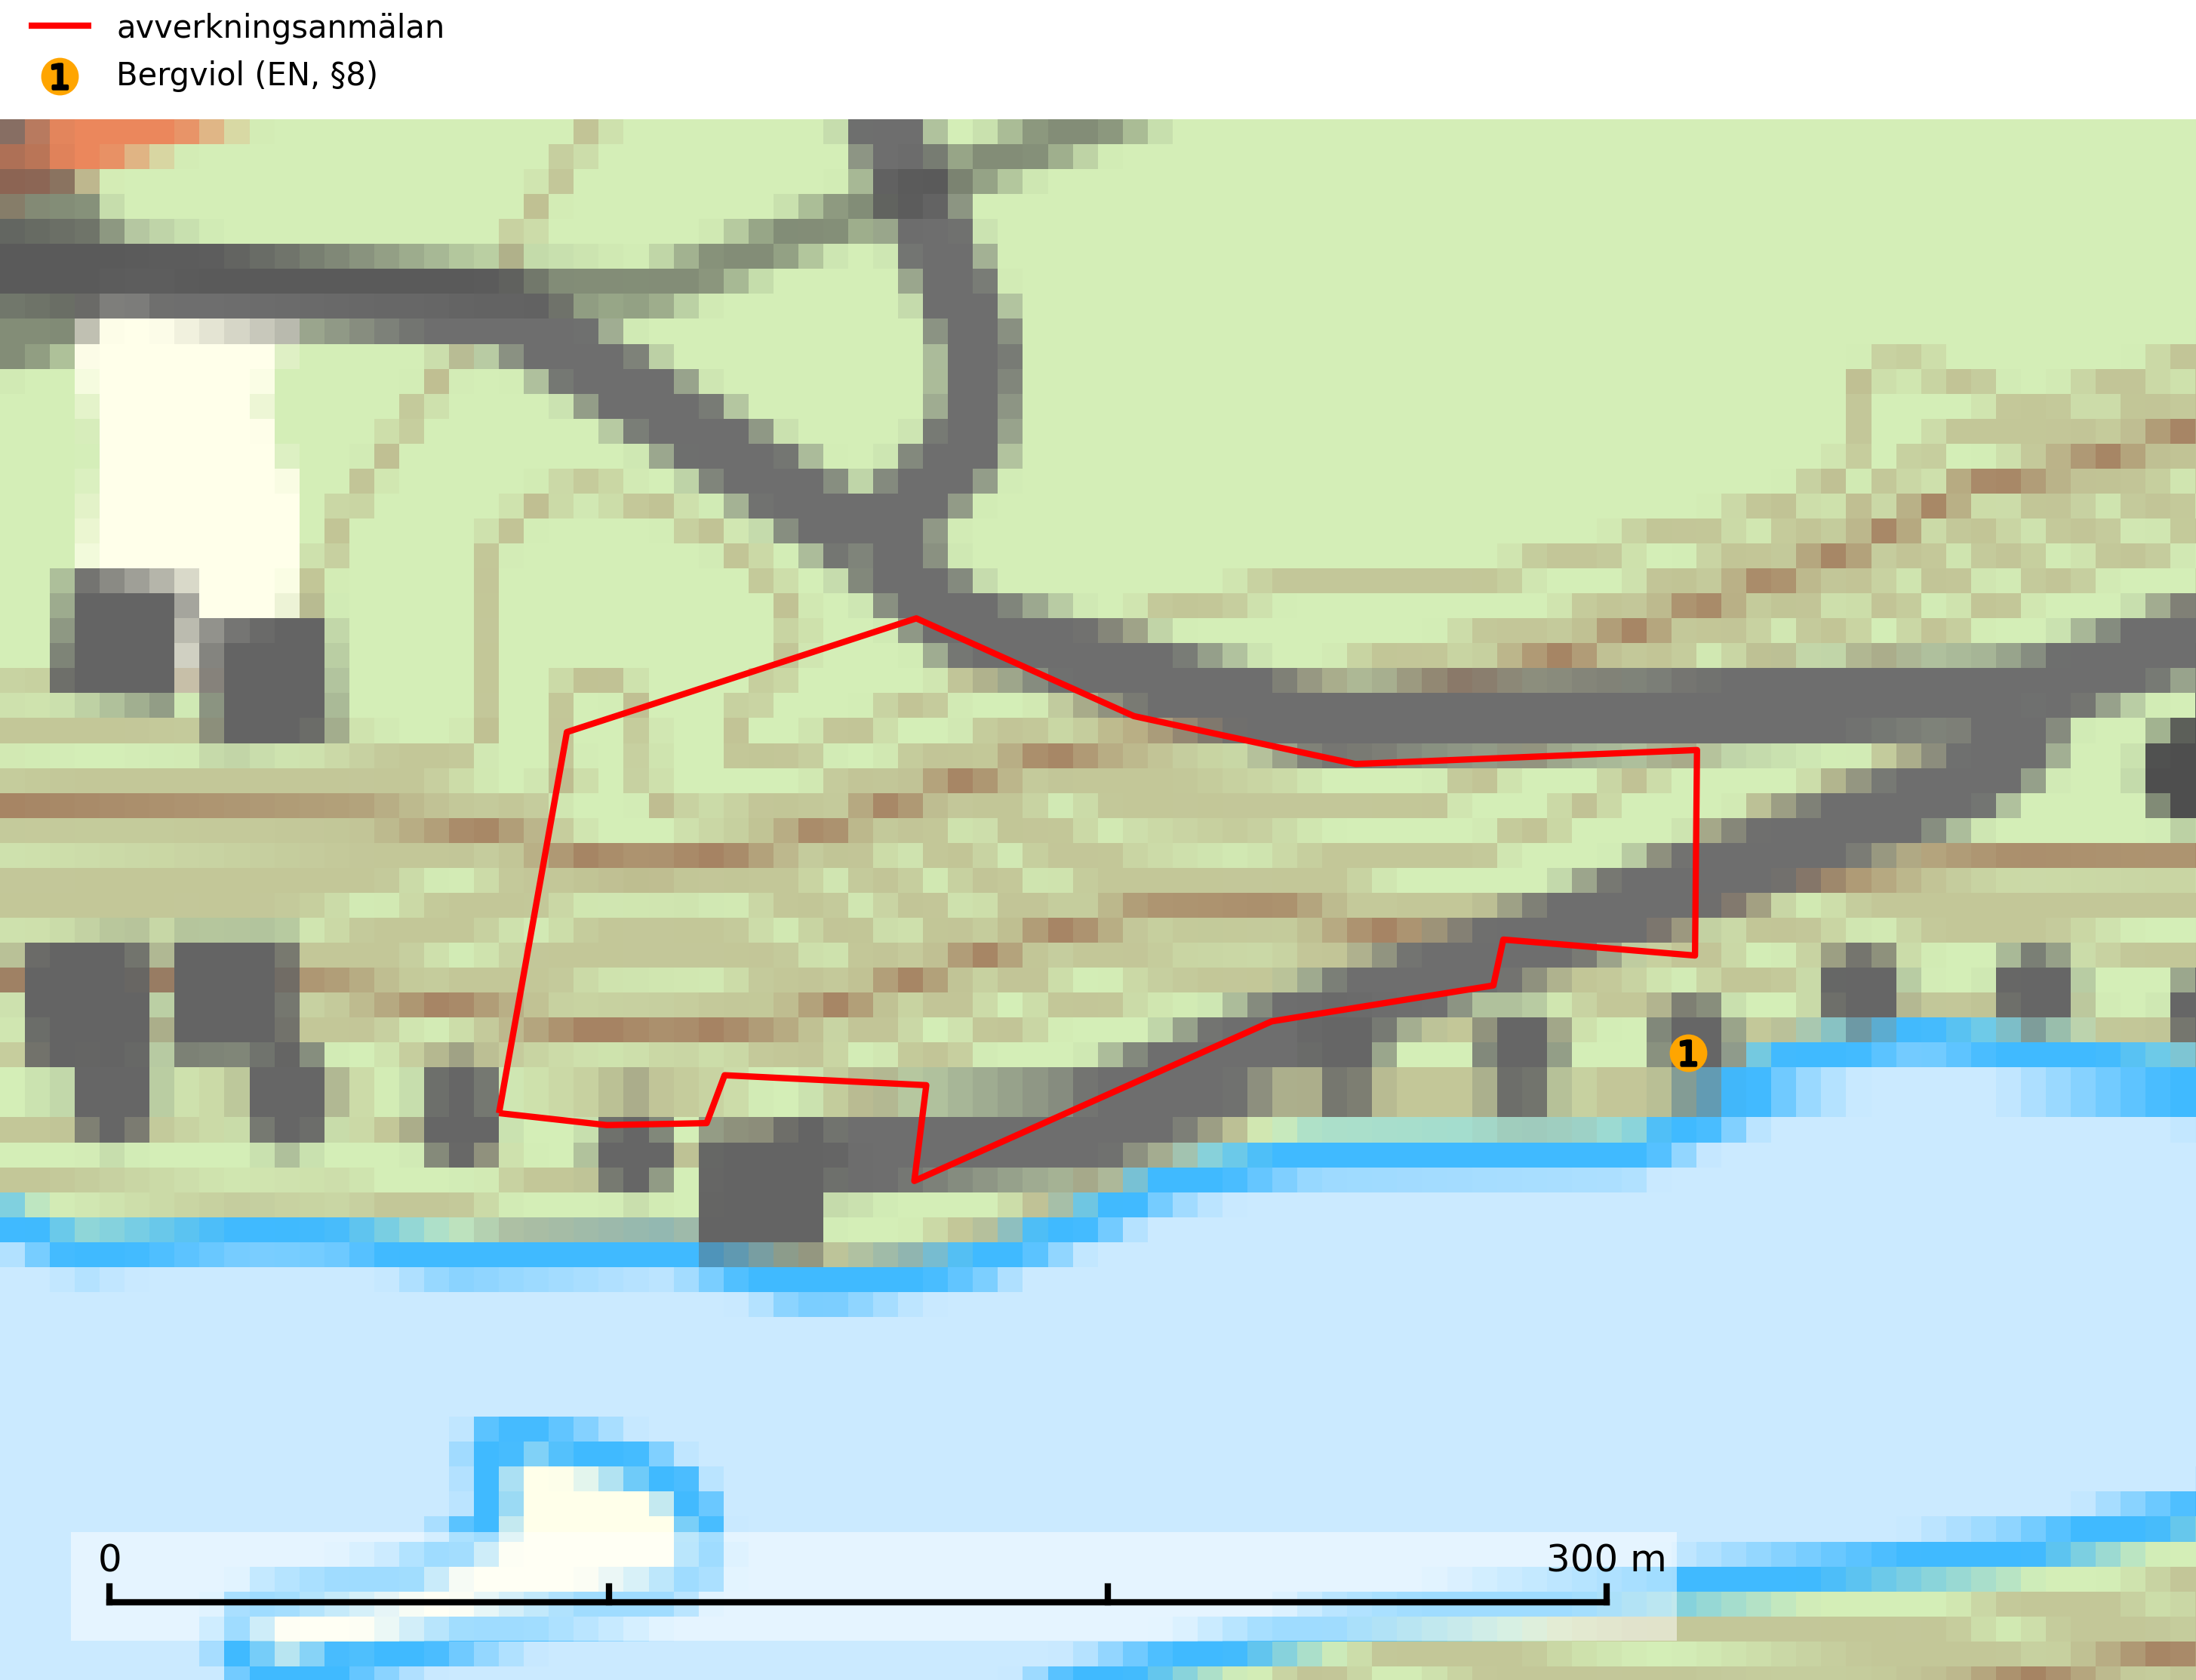 avverkningsanmälan
1 Bergviol (EN, §8)
1
0 300 m